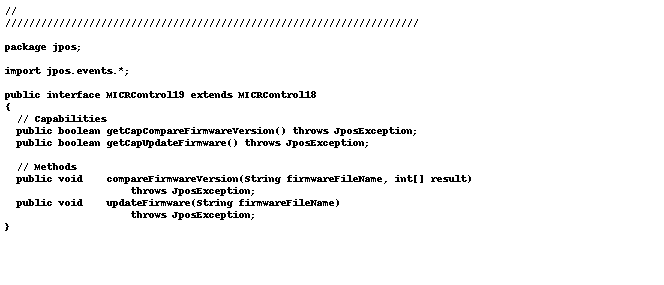 //
/////////////////////////////////////////////////////////////////////
package jpos;
import jpos.events.*;
public interface MICRControl19 extends MICRControl18
{
// Capabilities
public boolean getCapCompareFirmwareVersion() throws JposException;
public boolean getCapUpdateFirmware() throws JposException;
// Methods
public void    compareFirmwareVersion(String firmwareFileName, int[] result)
throws JposException;
public void    updateFirmware(String firmwareFileName)
throws JposException;
}